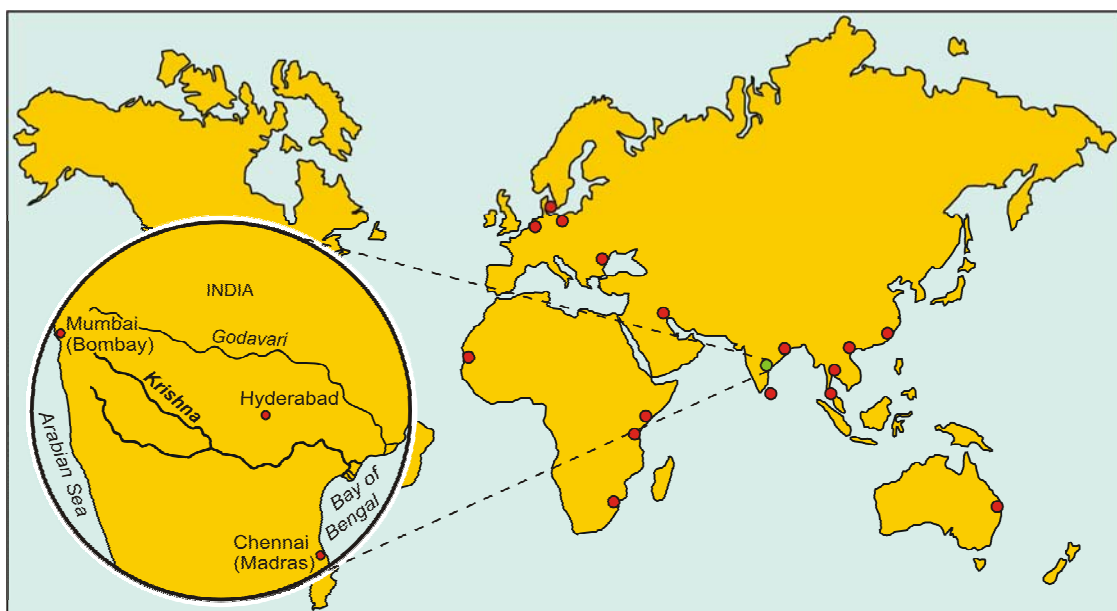 INDIA
Mumbai
(Bombay)
Godavari
Krishna
Hyderabad
Arabian Sea
Bay of
Bengal
Chennai
(Madras)